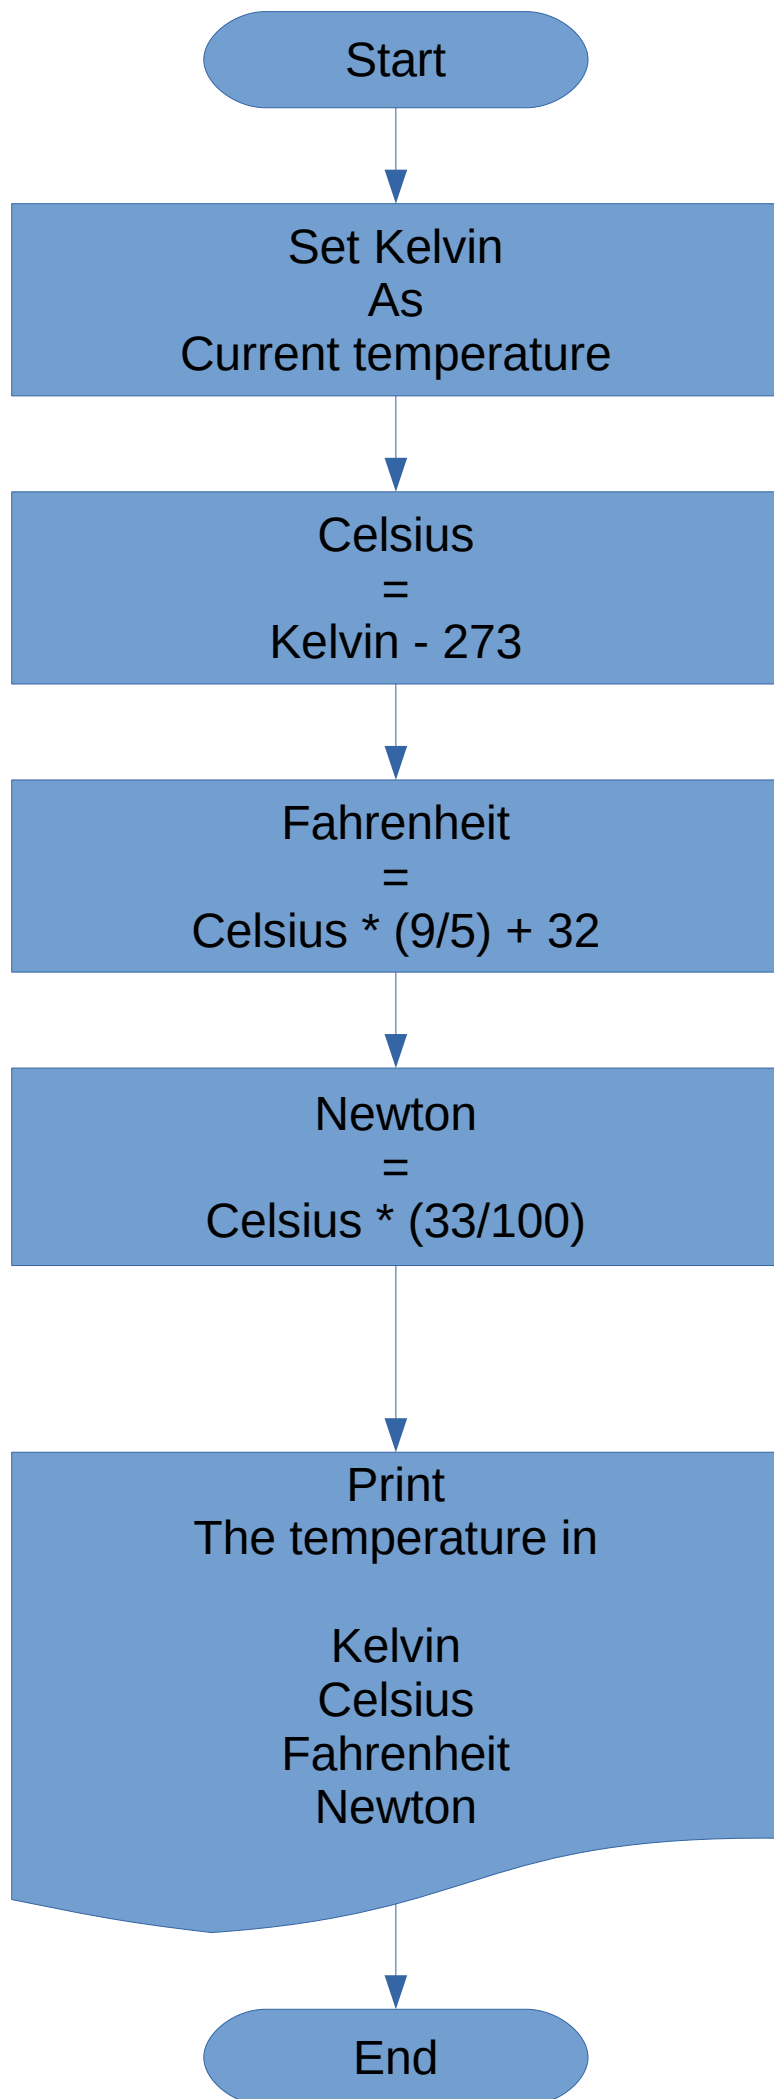 Start
Set Kelvin
As
Current temperature
Celsius
=
Kelvin - 273
Fahrenheit
=
Celsius * (9/5) + 32
Newton
=
Celsius * (33/100)
Print
The temperature in
Kelvin
Celsius
Fahrenheit
Newton
End